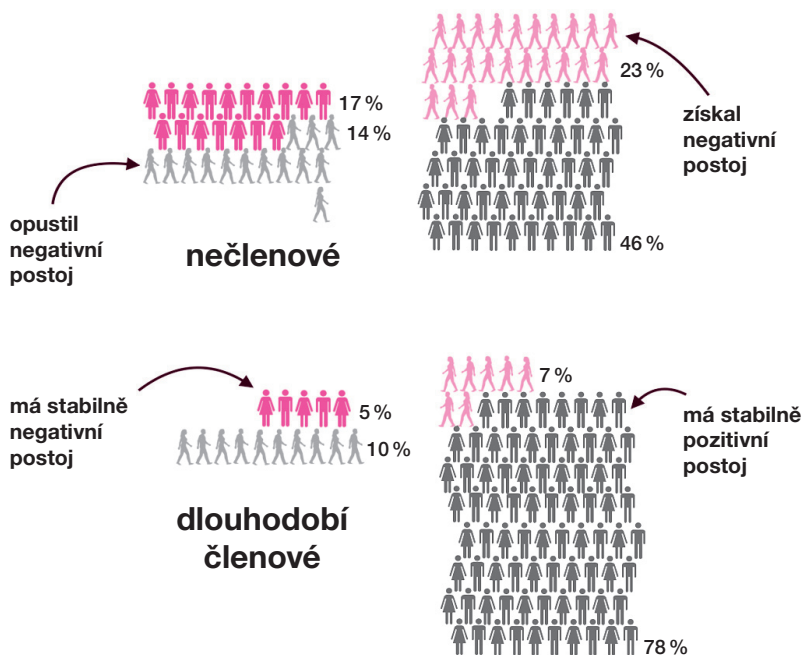 23 %
17 %
14 %
získal
negativní
postoj
opustil
negativní
postoj
nečlenové
46 %
7 %
má stabilně
negativní
postoj
5 %
10 %
má stabilně
pozitivní
postoj
dlouhodobí
členové
78 %